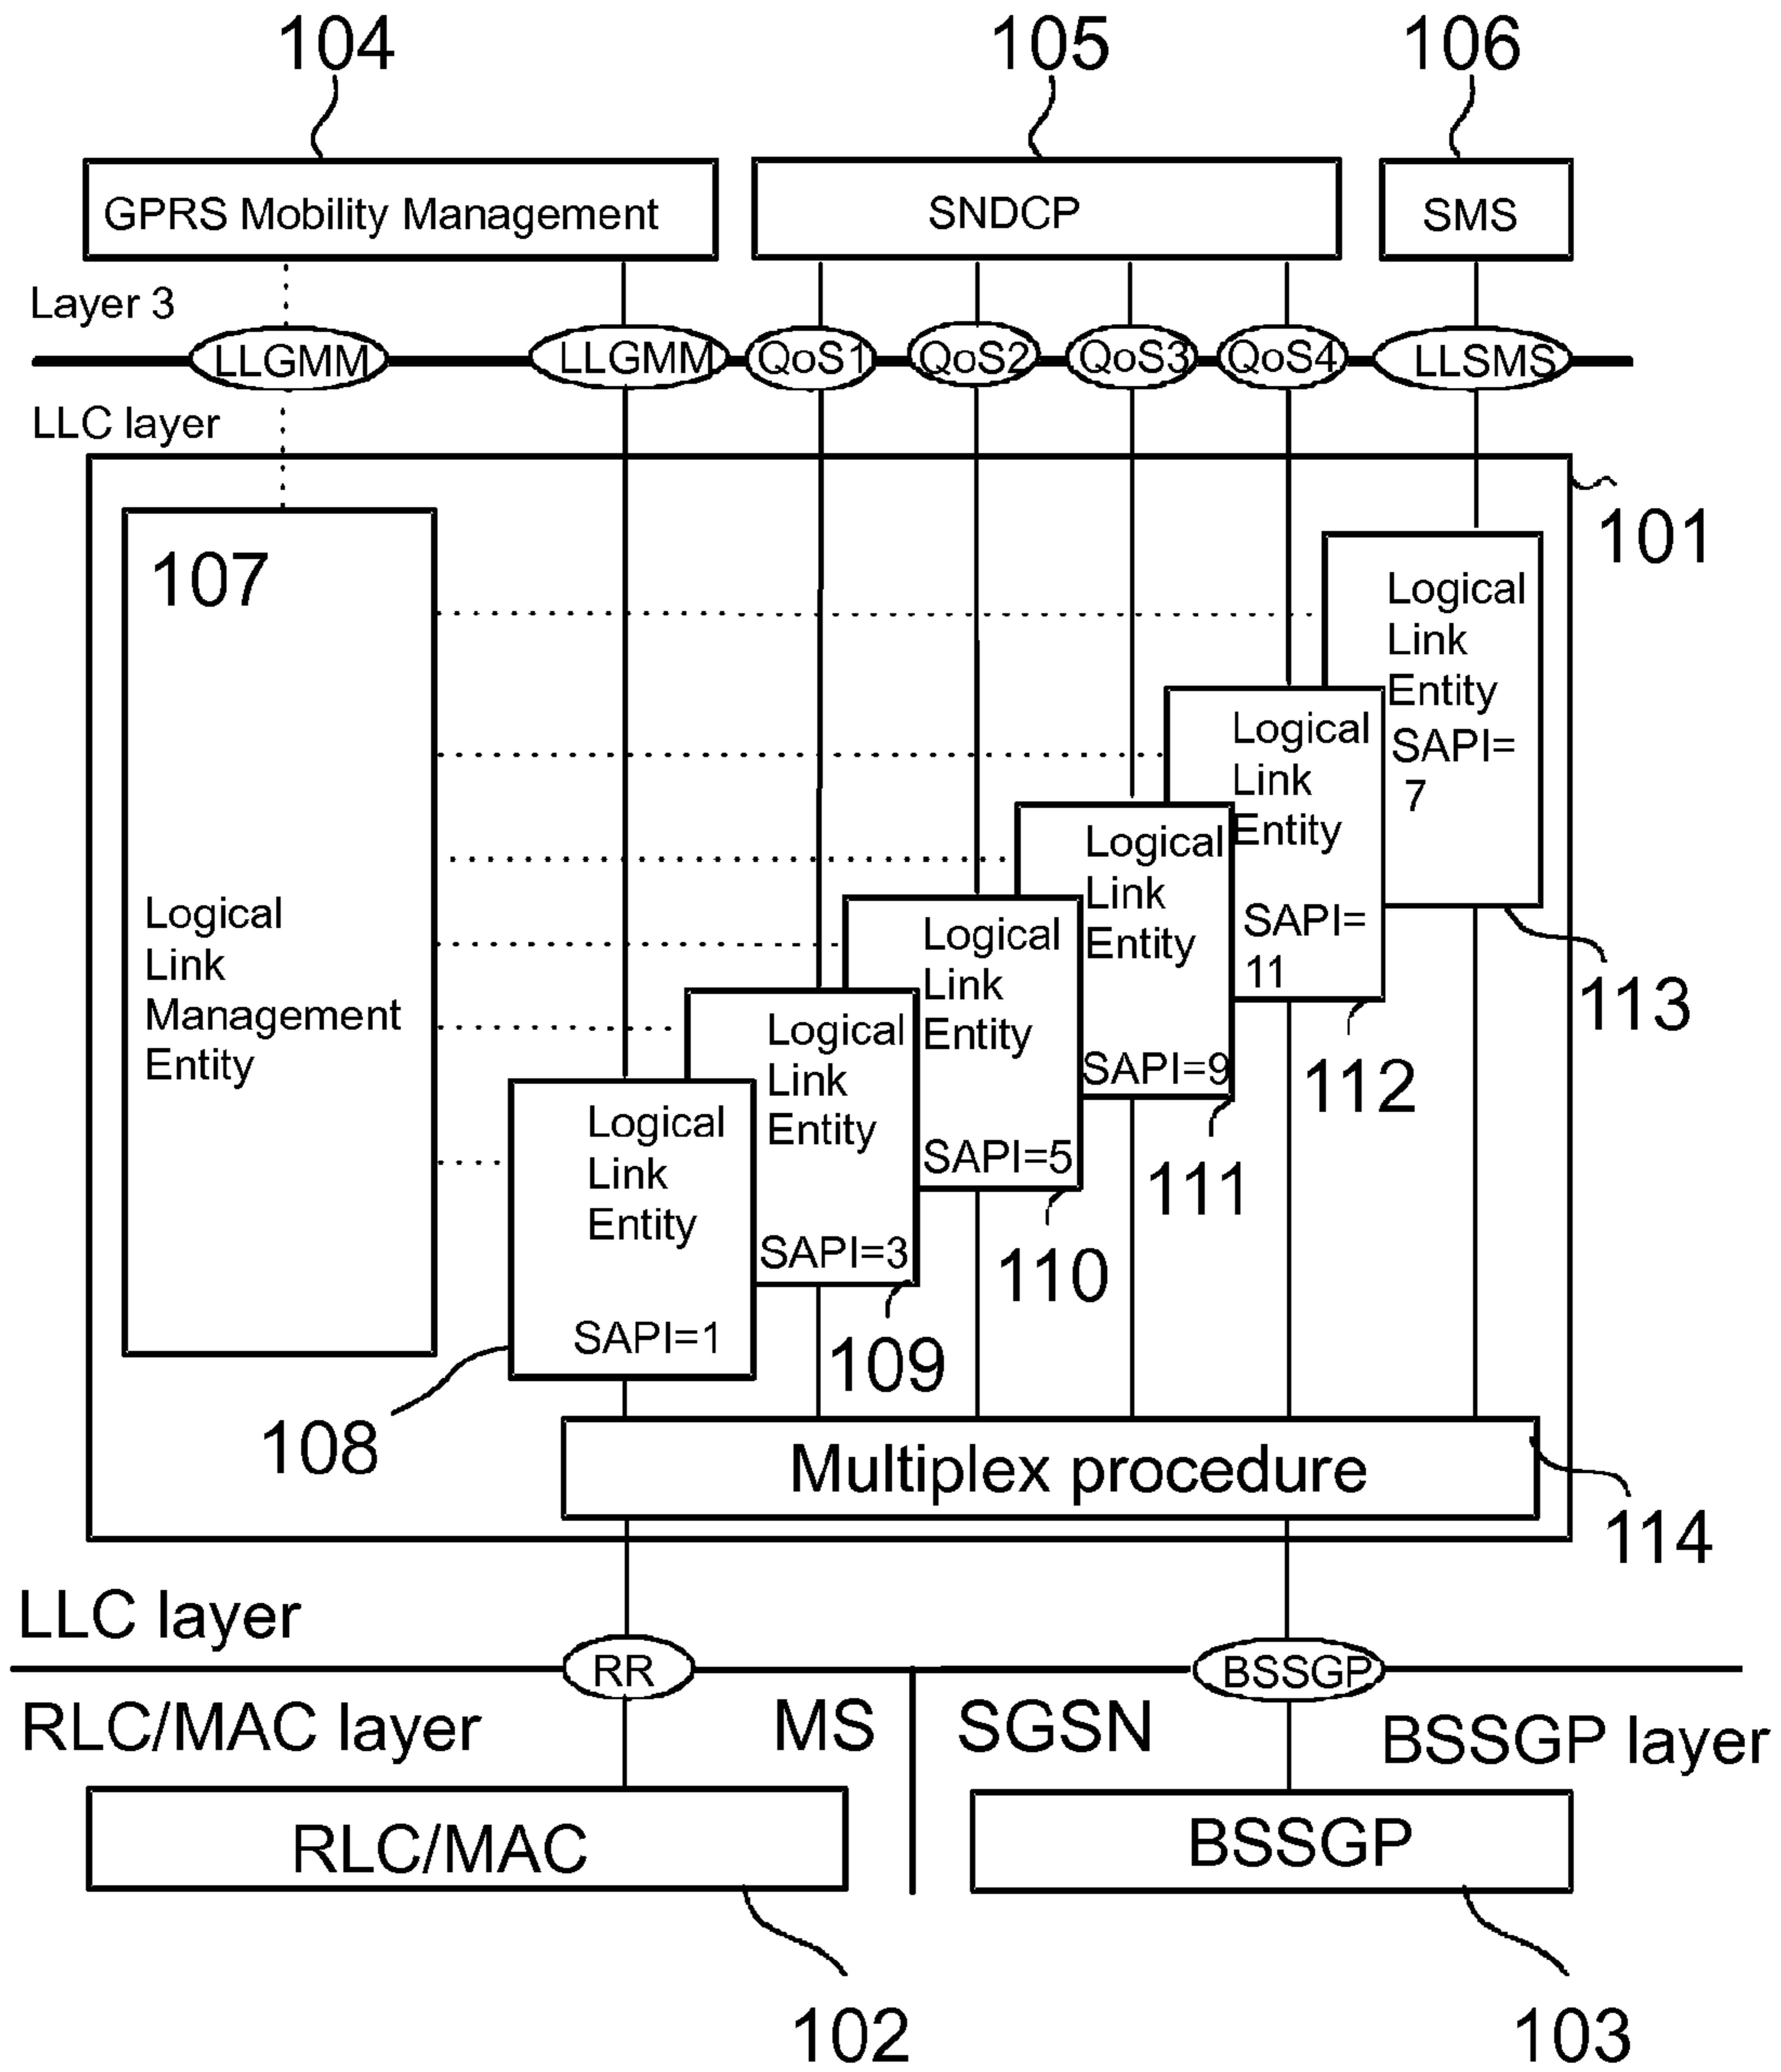 104
105
106
GPRS Mobility Management
SNDCP
SMS
Layer 3
LLGMM
LLGMM
QoS1
QoS2
QoS3
QoS4
LLSMS
LLC layer
101
107
Logical
Link
Management
Entity
Logical
Link
Entity
SAPI=
7
113
Logical
Link
Entity
SAPI=
11
112
Logical
Link
Entity
SAPI=9
111
Logical
Link
Entity
SAPI=5
110
Logical
Link
Entity
SAPI=3
109
Logical
Link
Entity
SAPI=1
108
Multiplex procedure
114
LLC layer
RR
BSSGP
RLC/MAC layer
MS
SGSN
BSSGP layer
RLC/MAC
BSSGP
102
103